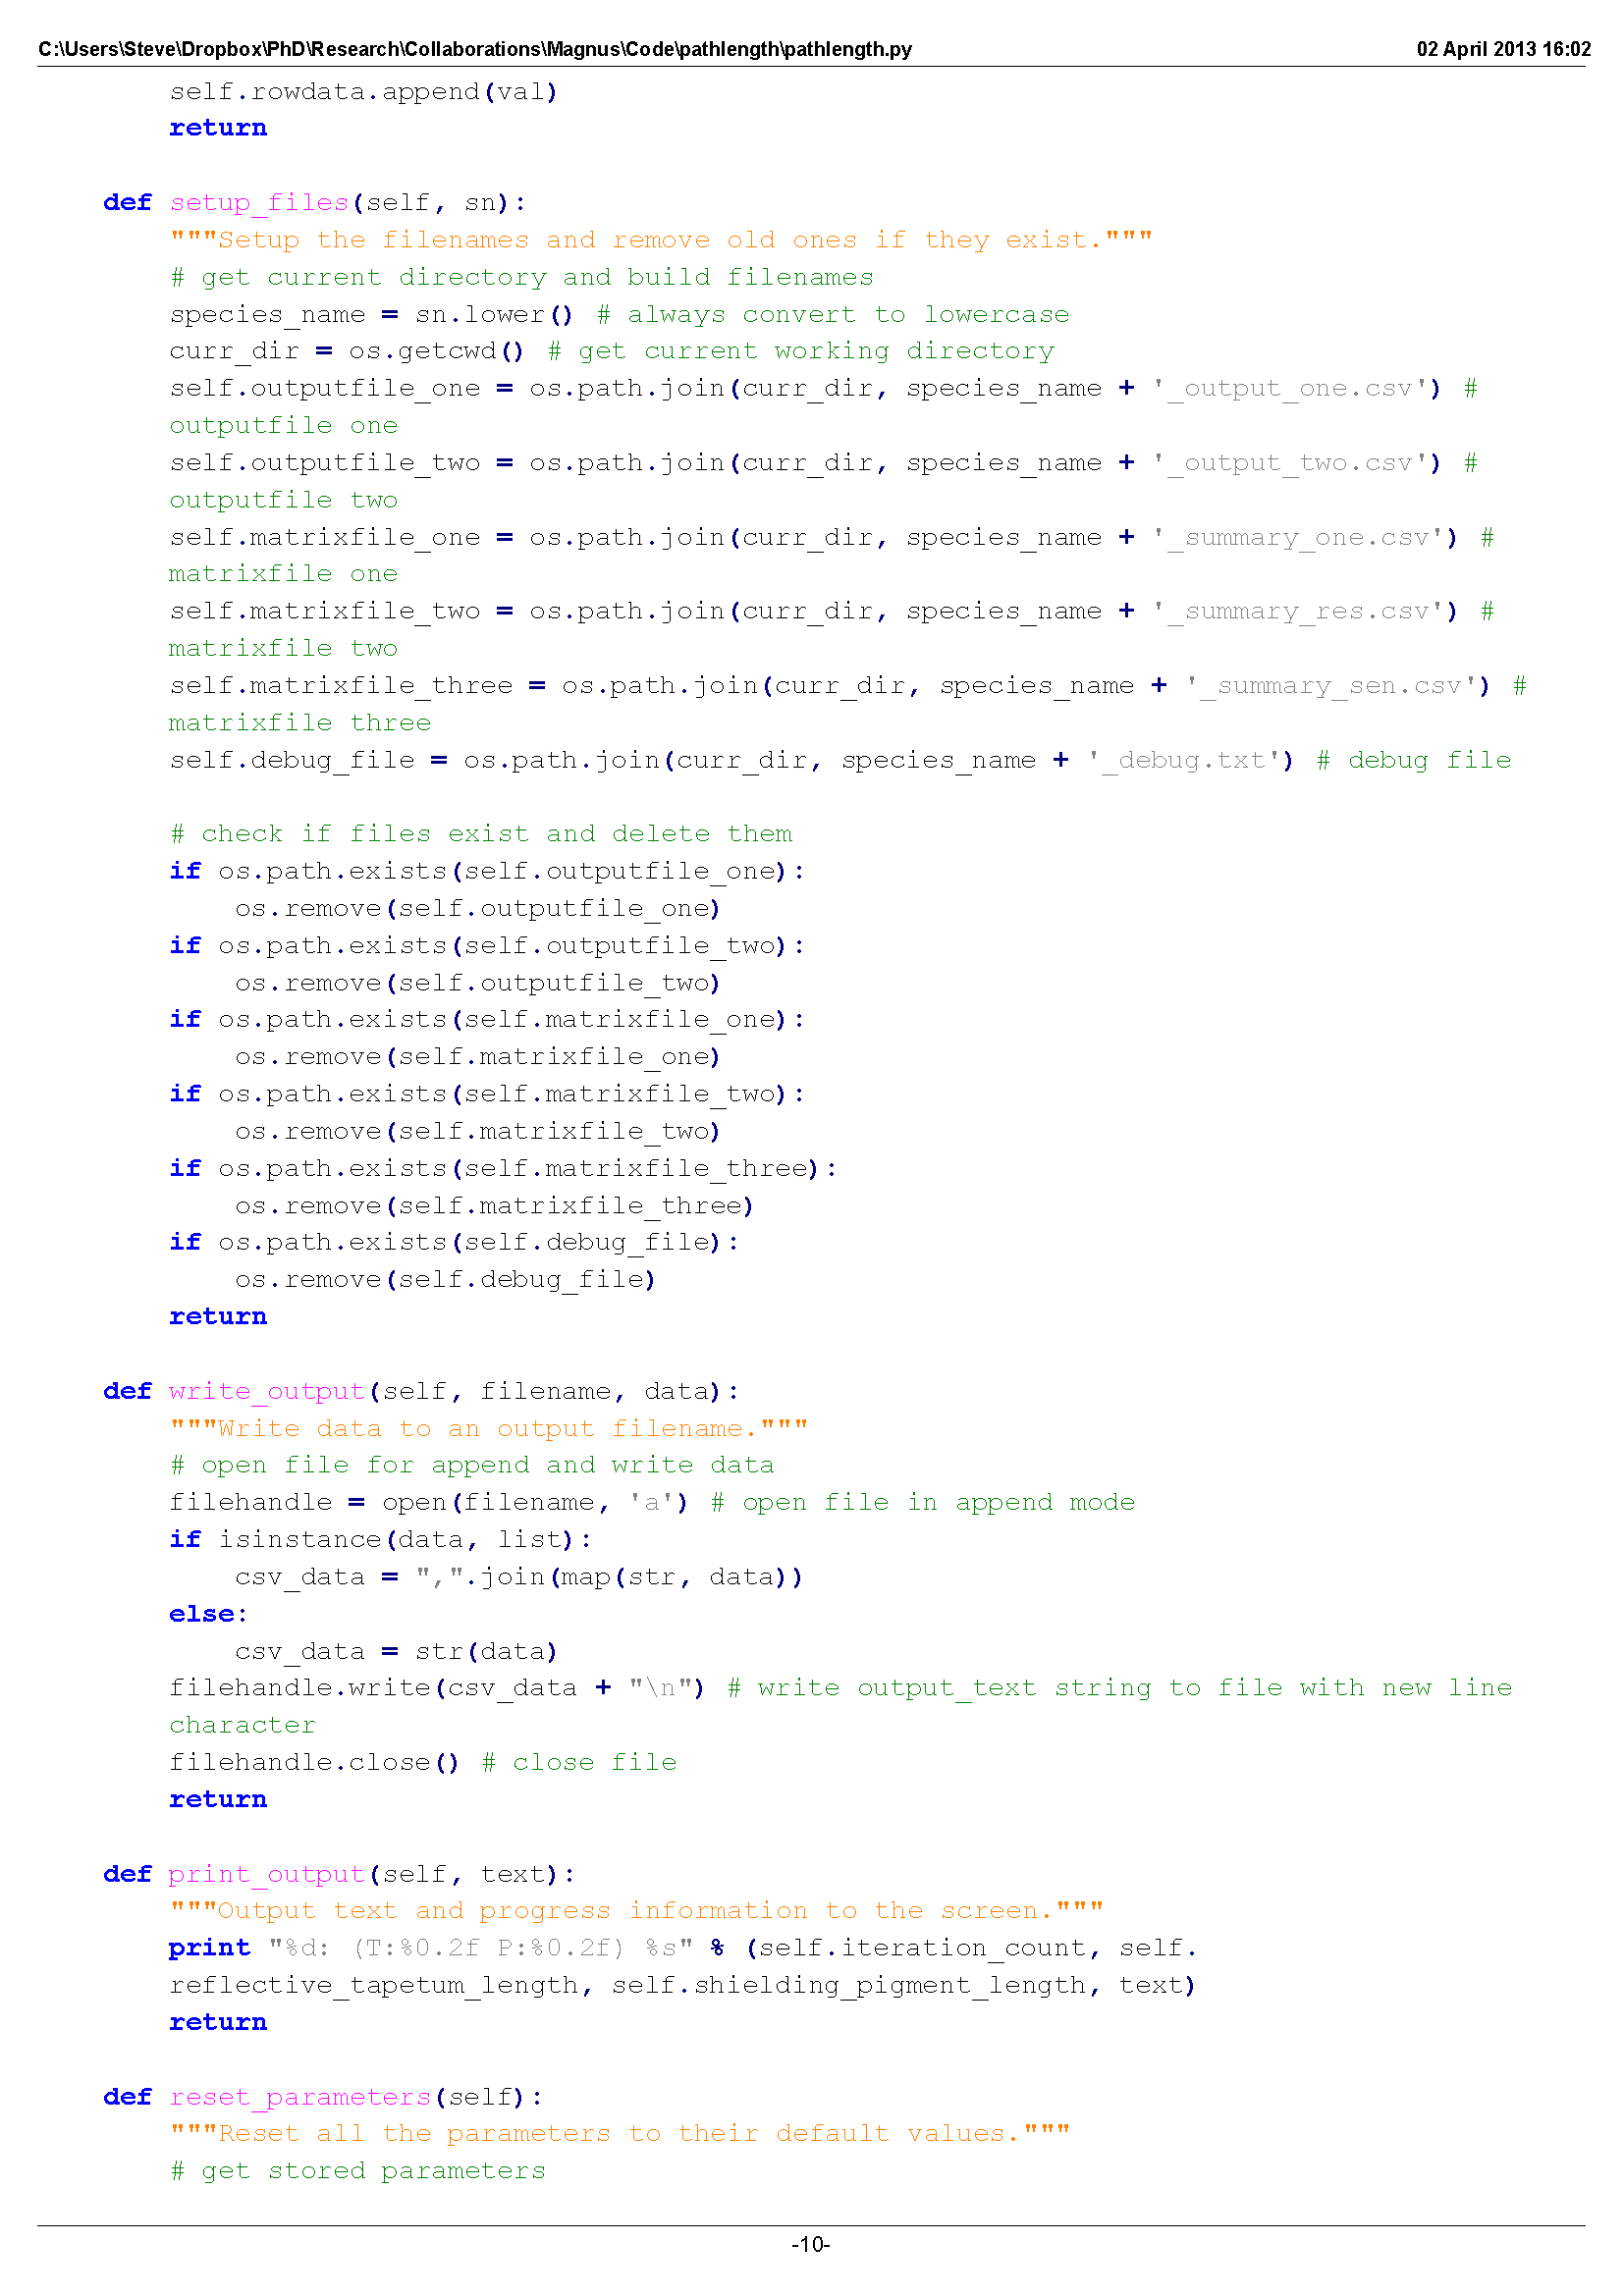 C:\Users\Steve\Dropbox\PhD\Research\Collaborations\Magnus\Code\pathlength\pathlength.py 02 April 2013 16:02
        self.rowdata.append(val)
        return

    def setup_files(self, sn):
        """Setup the filenames and remove old ones if they exist."""
        # get current directory and build filenames
        species_name = sn.lower() # always convert to lowercase
        curr_dir = os.getcwd() # get current working directory
        self.outputfile_one = os.path.join(curr_dir, species_name + '_output_one.csv') #
        outputfile one
        self.outputfile_two = os.path.join(curr_dir, species_name + '_output_two.csv') #
        outputfile two
        self.matrixfile_one = os.path.join(curr_dir, species_name + '_summary_one.csv') #
        matrixfile one
        self.matrixfile_two = os.path.join(curr_dir, species_name + '_summary_res.csv') #
        matrixfile two
        self.matrixfile_three = os.path.join(curr_dir, species_name + '_summary_sen.csv') #
        matrixfile three
        self.debug_file = os.path.join(curr_dir, species_name + '_debug.txt') # debug file

        # check if files exist and delete them
        if os.path.exists(self.outputfile_one):
            os.remove(self.outputfile_one)
        if os.path.exists(self.outputfile_two):
            os.remove(self.outputfile_two)
        if os.path.exists(self.matrixfile_one):
            os.remove(self.matrixfile_one)
        if os.path.exists(self.matrixfile_two):
            os.remove(self.matrixfile_two)
        if os.path.exists(self.matrixfile_three):
            os.remove(self.matrixfile_three)
        if os.path.exists(self.debug_file):
            os.remove(self.debug_file)
        return

    def write_output(self, filename, data):
        """Write data to an output filename."""
        # open file for append and write data
        filehandle = open(filename, 'a') # open file in append mode
        if isinstance(data, list):
            csv_data = ",".join(map(str, data))
        else:
            csv_data = str(data)
        filehandle.write(csv_data + "\n") # write output_text string to file with new line
        character
        filehandle.close() # close file
        return

    def print_output(self, text):
        """Output text and progress information to the screen."""
        print "%d: (T:%0.2f P:%0.2f) %s" % (self.iteration_count, self.
        reflective_tapetum_length, self.shielding_pigment_length, text)
        return

    def reset_parameters(self):
        """Reset all the parameters to their default values."""
        # get stored parameters
-10-